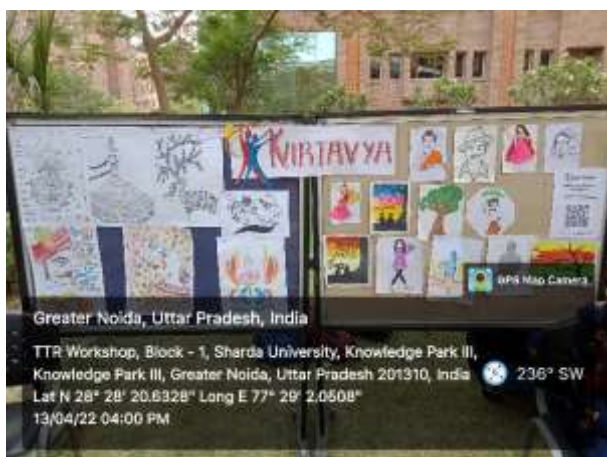 KIRTAVYA
GPS Map Camera
Greater Noida, Uttar Pradesh, India
TTR Workshop, Block - 1, Sharda University, Knowledge Park III,
Knowledge Park III, Greater Noida, Uttar Pradesh 201310, India
236° SW
Lat N 28° 28' 20.6328" Long E 77° 29' 2.0508"
13/04/22 04:00 PM